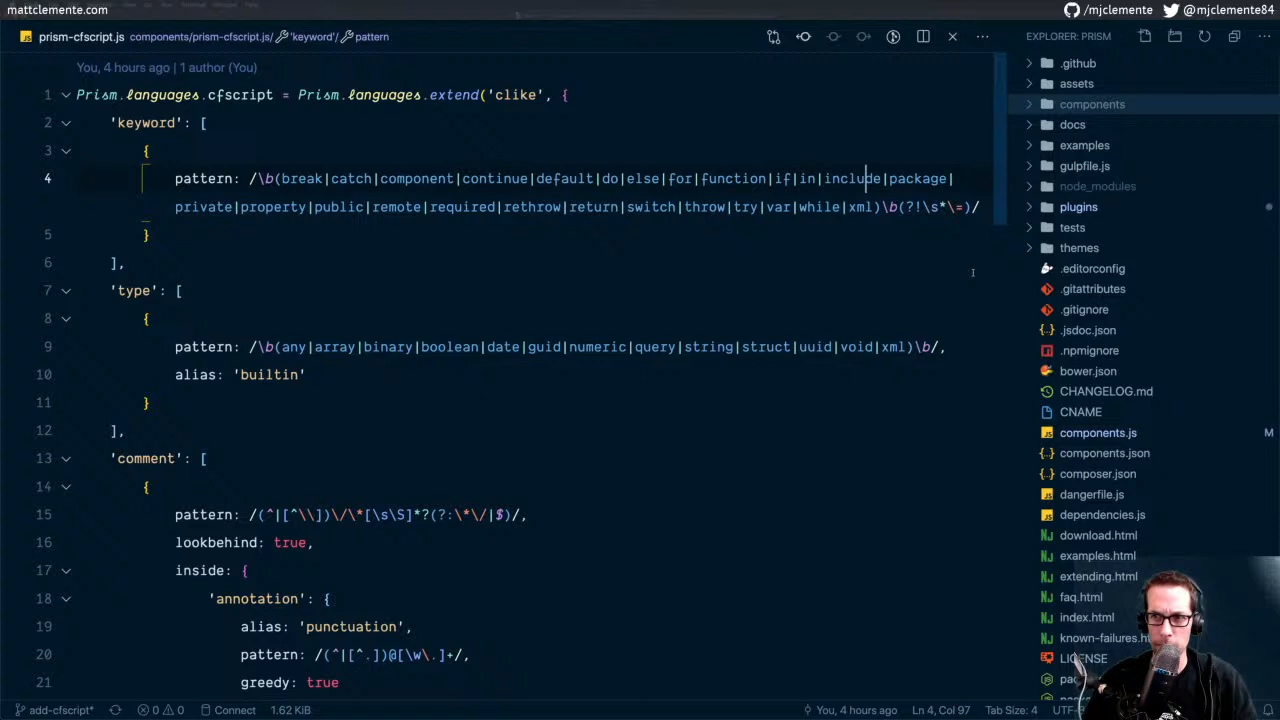 mattclemente.com
/mjclemente @mjclemente84
prism-cfscript.js components/prism-cfscript.js/ 'keyword'/ pattern
EXPLORER: PRISM
You, 4 hours ago | 1 author (You)
1 Prism.languages.cfscript = Prism.languages.extend('clike', {
2 'keyword': [
3 {
4 pattern: /\b(break|catch|component|continue|default|do|else|for|function|if|in|include|package|
private|property|public|remote|required|rethrow|return|switch|throw|try|var|while|xml)\b(?!\s*\=)/
5 }
6 ],
7 'type': [
8 {
9 pattern: /\b(any|array|binary|boolean|date|guid|numeric|query|string|struct|uuid|void|xml)\b/,
10 alias: 'builtin'
11 }
12 ],
13 'comment': [
14 {
15 pattern: /(^|[^\\])\/\*[\s\S]*?(?:\*\/|$)/,
16 lookbehind: true,
17 inside: {
18 'annotation': {
19 alias: 'punctuation',
20 pattern: /(^|[^.])@[\w\.]+/,
21 greedy: true
.github
assets
components
docs
examples
gulpfile.js
node_modules
plugins
tests
themes
.editorconfig
.gitattributes
.gitignore
.jsdoc.json
.npmignore
bower.json
CHANGELOG.md
CNAME
components.js M
components.json
composer.json
dangerfile.js
dependencies.js
download.html
examples.html
extending.html
faq.html
index.html
known-failures.h
LICENSE
add-cfscript* 0 0 Connect 1.62 KiB
You, 4 hours ago Ln 4, Col 97 Tab Size: 4 UTF-